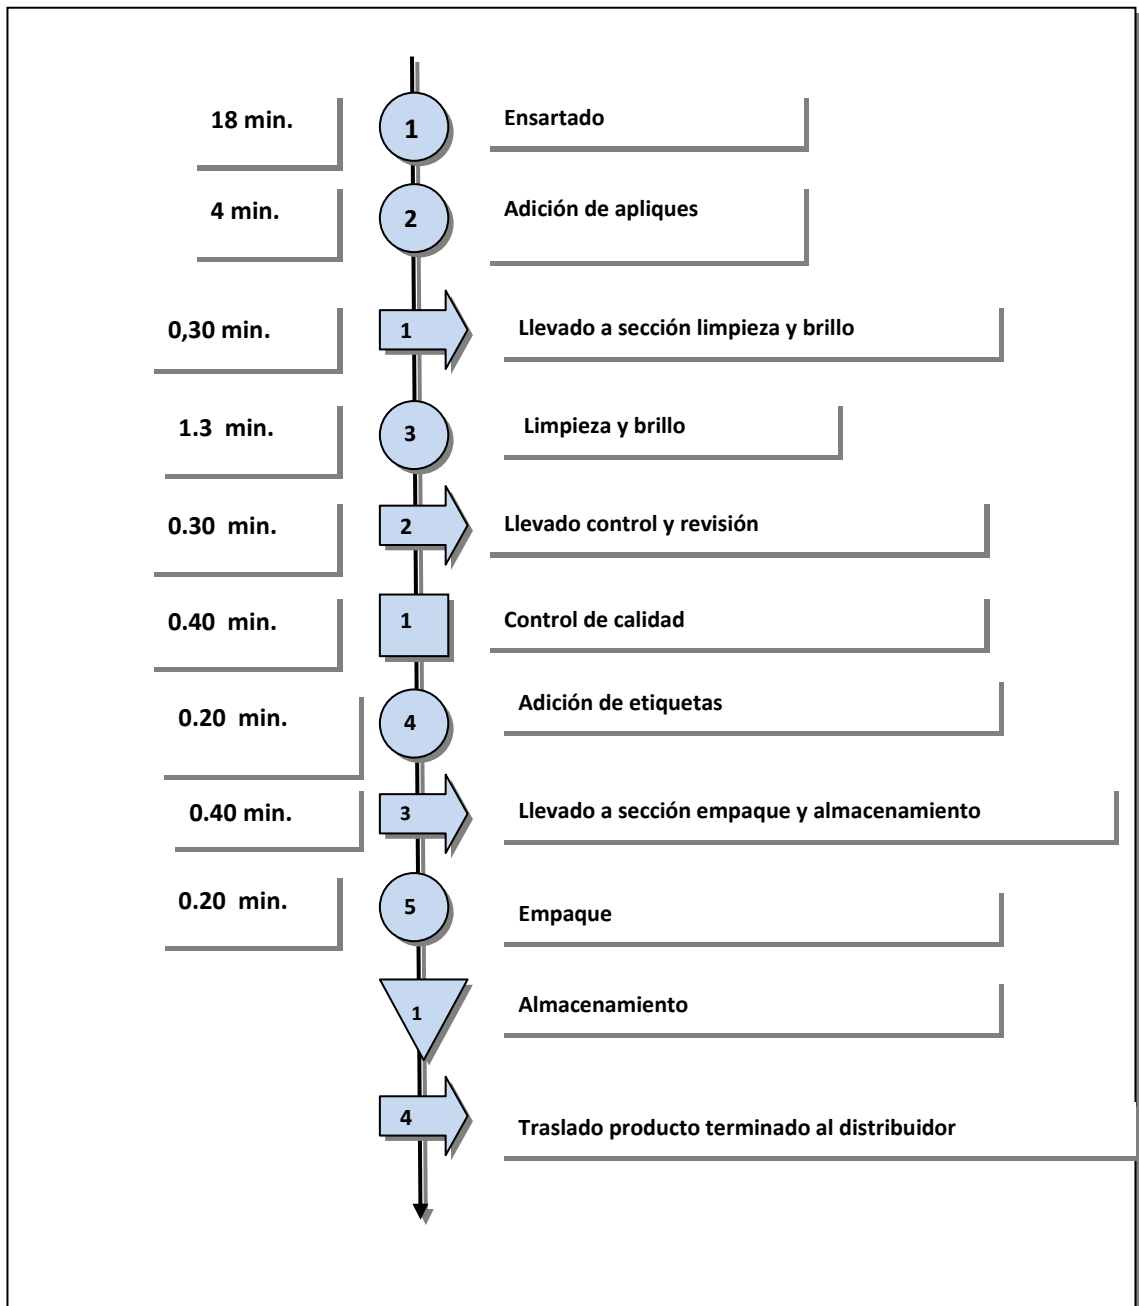 18 min.
1
Ensartado
4 min.
2
Adición de apliques
0,30 min.
1
Llevado a sección limpieza y brillo
1.3 min.
3
Limpieza y brillo
0.30 min.
2
Llevado control y revisión
0.40 min.
1
Control de calidad
0.20 min.
4
Adición de etiquetas
0.40 min.
3
Llevado a sección empaque y almacenamiento
0.20 min.
5
Empaque
1
Almacenamiento
4
Traslado producto terminado al distribuidor